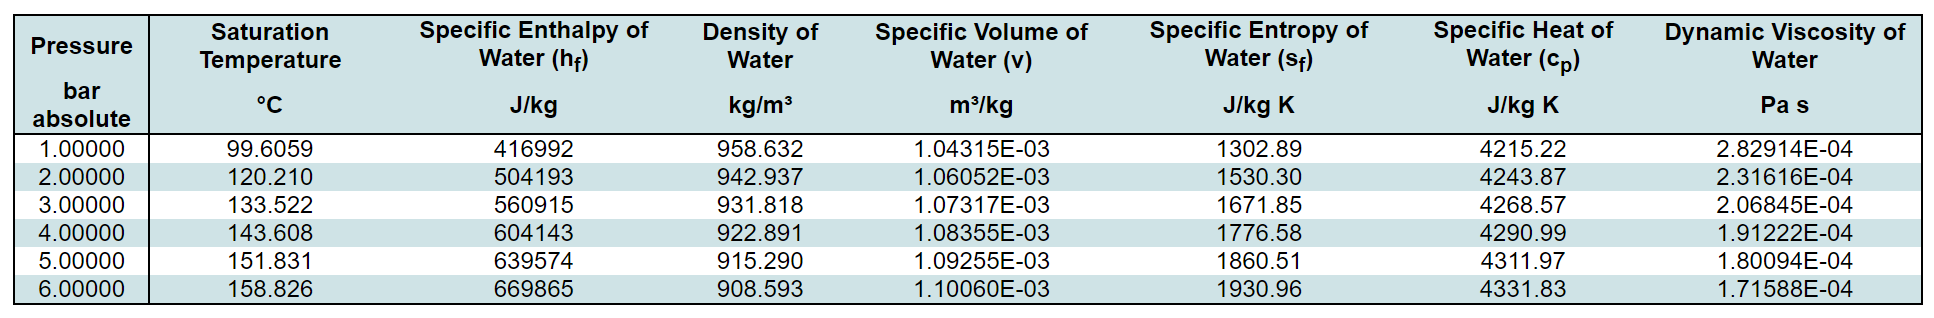 Pressure Saturation Temperature Specific Enthalpy of Water (hf) Density of Water Specific Volume of Water (v) Specific Entropy of Water (sf) Specific Heat of Water (cp) Dynamic Viscosity of Water
bar absolute °C J/kg kg/m³ m³/kg J/kg K J/kg K Pa s
1.00000 99.6059 416992 958.632 1.04315E-03 1302.89 4215.22 2.82914E-04
2.00000 120.210 504193 942.937 1.06052E-03 1530.30 4243.87 2.31616E-04
3.00000 133.522 560915 931.818 1.07317E-03 1671.85 4268.57 2.06845E-04
4.00000 143.608 604143 922.891 1.08355E-03 1776.58 4290.99 1.91222E-04
5.00000 151.831 639574 915.290 1.09255E-03 1860.51 4311.97 1.80094E-04
6.00000 158.826 669865 908.593 1.10060E-03 1930.96 4331.83 1.71588E-04